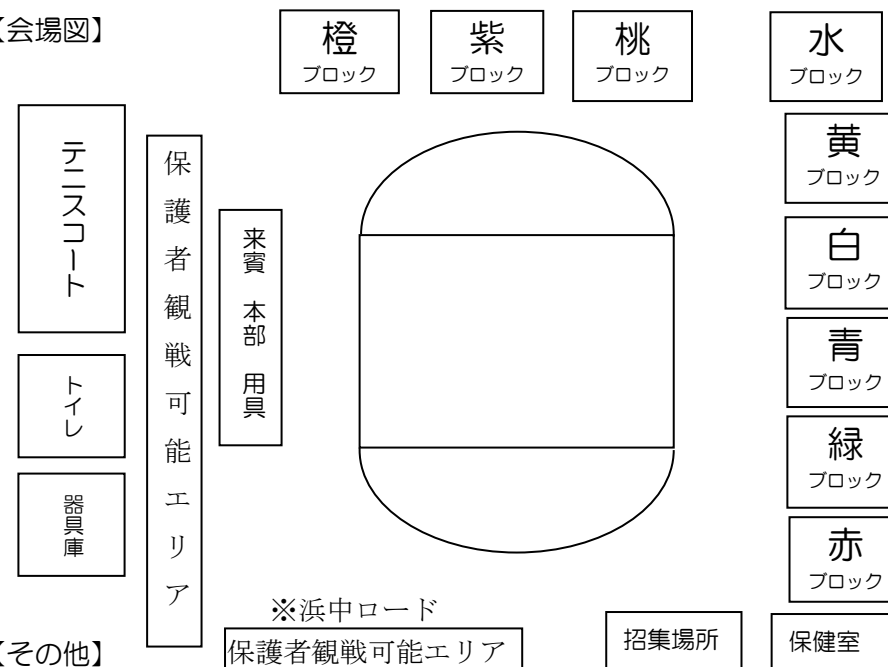 【会場図】
橙
ブロック
紫
ブロック
桃
ブロック
水
ブロック
黄
ブロック
白
ブロック
青
ブロック
緑
ブロック
赤
ブロック
テニスコート
トイレ
器具庫
保護者観戦可能エリア
来賓 本部 用具
※浜中ロード
保護者観戦可能エリア
招集場所
保健室
【その他】